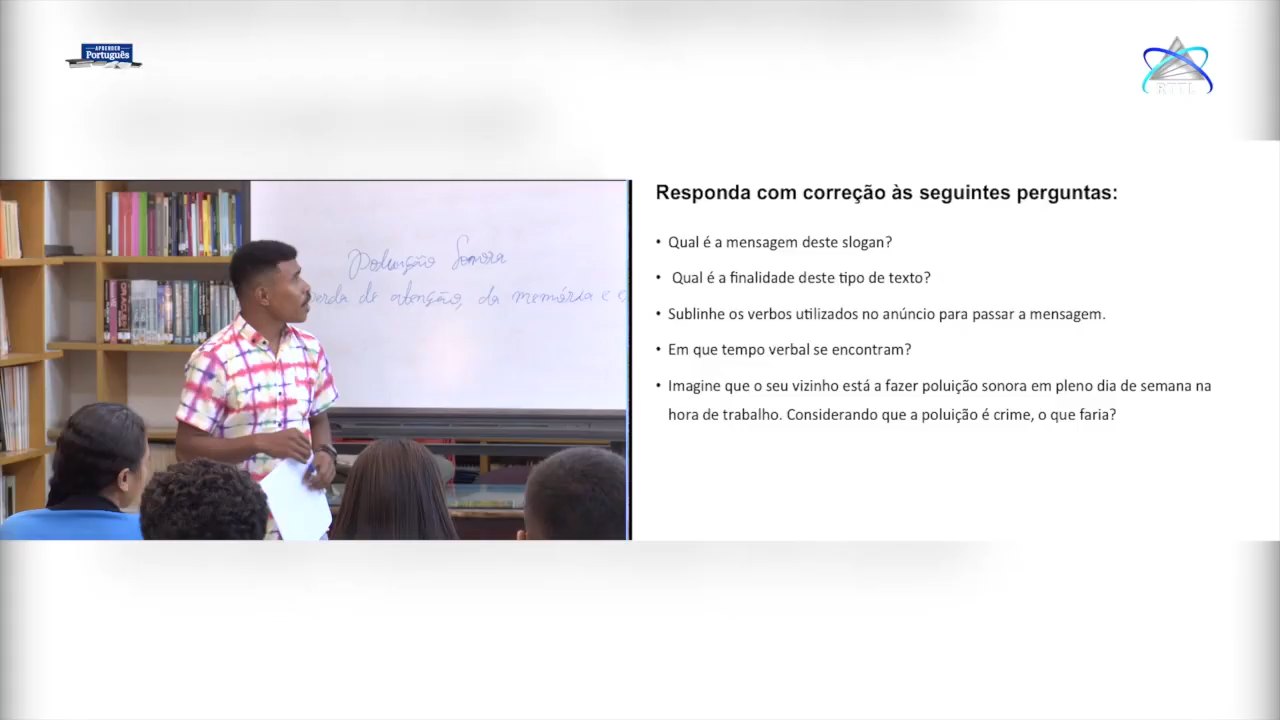 APRENDER
Português
RTTL
Poluição Sonora
de atenção, da memória e
Responda com correção às seguintes perguntas:
• Qual é a mensagem deste slogan?
• Qual é a finalidade deste tipo de texto?
• Sublinhe os verbos utilizados no anúncio para passar a mensagem.
• Em que tempo verbal se encontram?
• Imagine que o seu vizinho está a fazer poluição sonora em pleno dia de semana na
hora de trabalho. Considerando que a poluição é crime, o que faria?